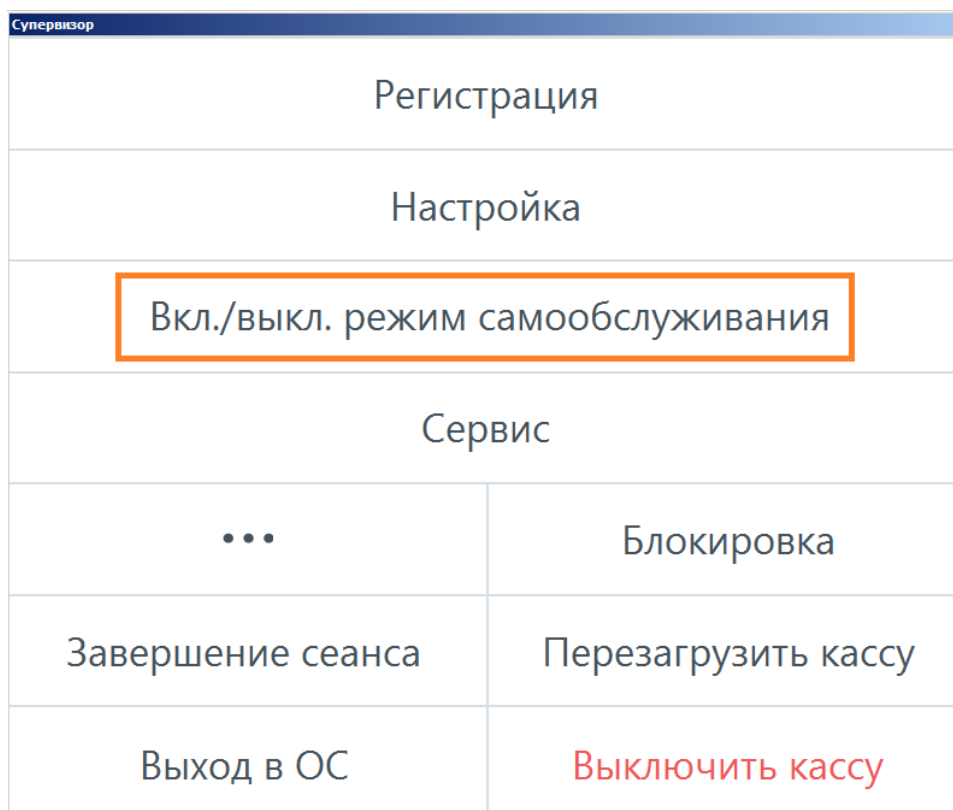 Супервизор
Регистрация
Настройка
Вкл./выкл. режим самообслуживания
Сервис
•••
Блокировка
Завершение сеанса
Перезагрузить кассу
Выход в ОС
Выключить кассу